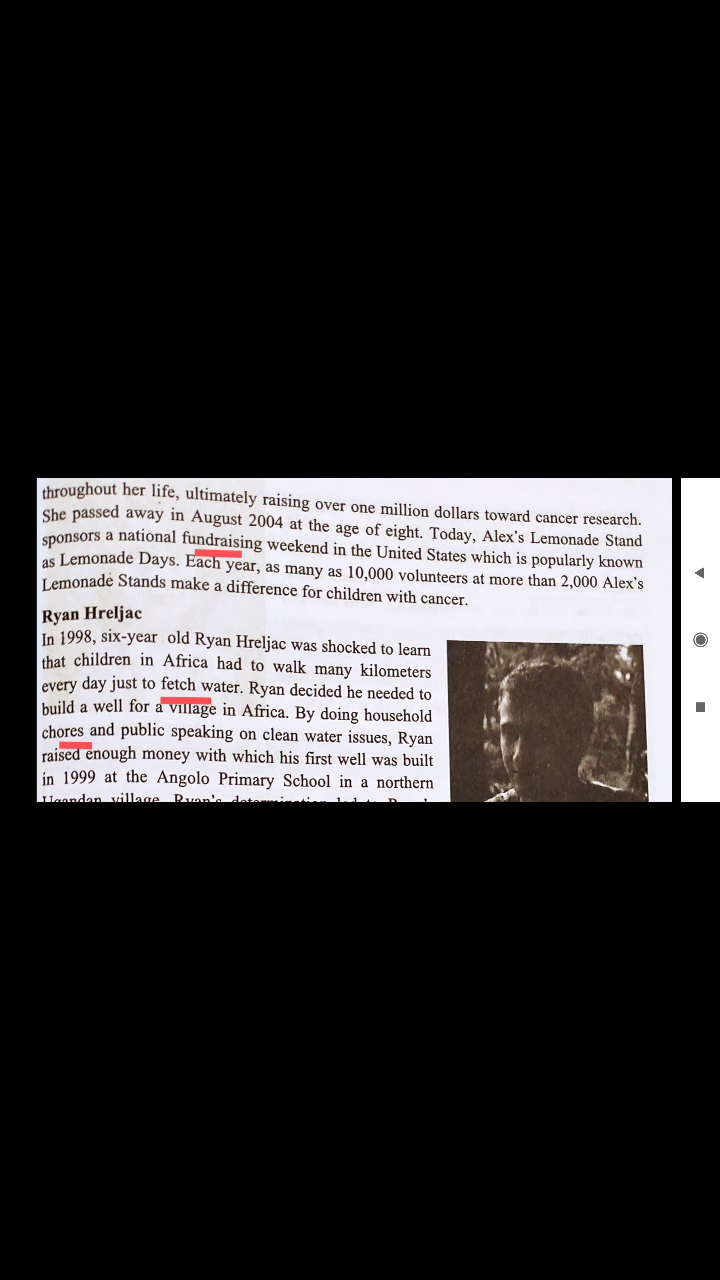 throughout her life, ultimately raising over one million dollars toward cancer research.
She passed away in August 2004 at the age of eight. Today, Alex's Lemonade Stand
sponsors a national fundraising weekend in the United States which is popularly known
as Lemonade Days. Each year, as many as 10,000 volunteers at more than 2,000 Alex's
Lemonade Stands make a difference for children with cancer.
Ryan Hreljac
In 1998, six-year old Ryan Hreljac was shocked to learn
that children in Africa had to walk many kilometers
every day just to fetch water. Ryan decided he needed to
build a well for a village in Africa. By doing household
chores and public speaking on clean water issues, Ryan
raised enough money with which his first well was built
in 1999 at the Angolo Primary School in a northern
Ugandan village. Ryan's determination led to